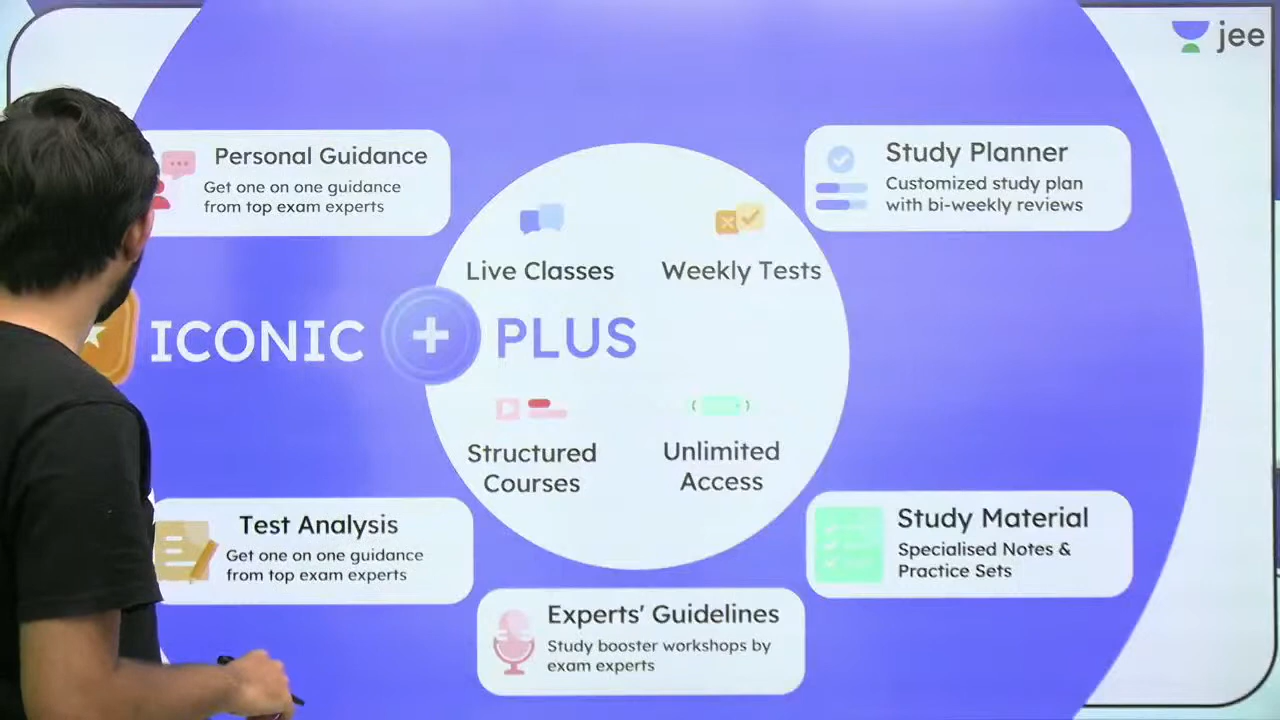 jee
Personal Guidance
Get one on one guidance
from top exam experts
Study Planner
Customized study plan
with bi-weekly reviews
Live Classes
Weekly Tests
ICONIC + PLUS
Structured
Courses
Unlimited
Access
Test Analysis
Get one on one guidance
from top exam experts
Study Material
Specialised Notes &
Practice Sets
Experts' Guidelines
Study booster workshops by
exam experts